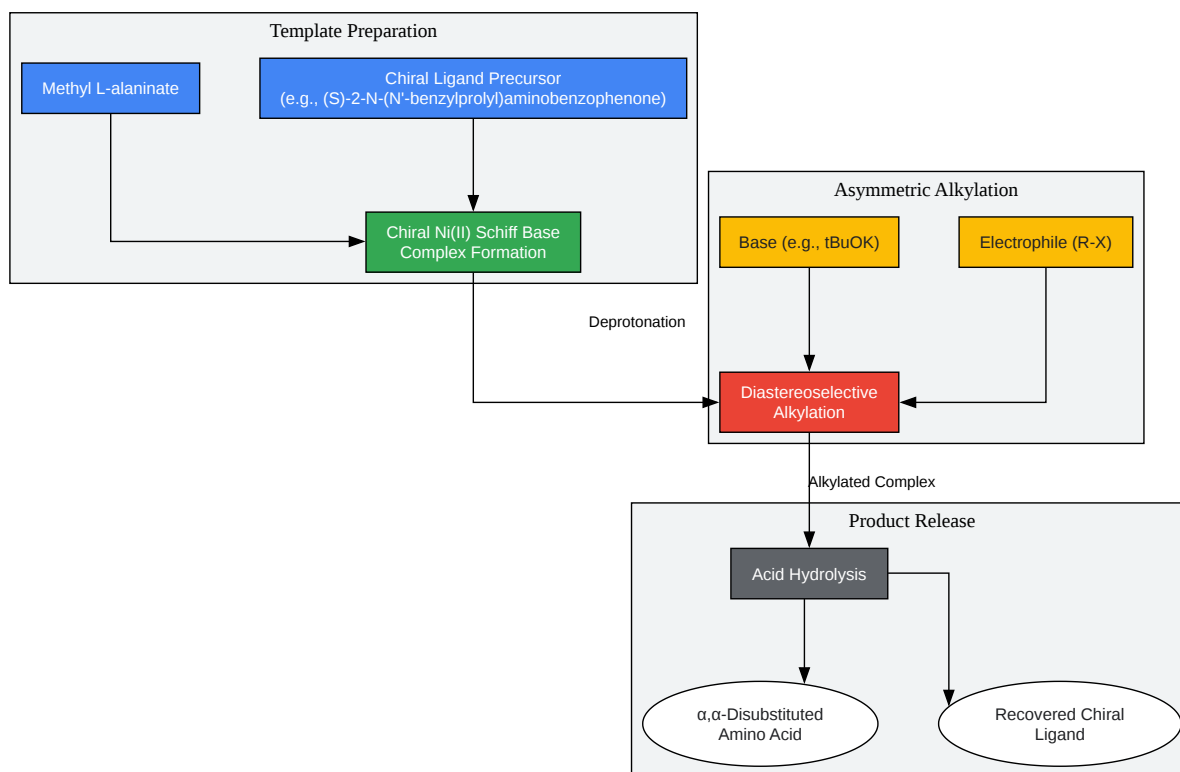 Template Preparation
Methyl L-alaninate
Chiral Ligand Precursor
(e.g., (S)-2-N-(N'-benzylprolyl)aminobenzophenone)
Chiral Ni(II) Schiff Base
Complex Formation
Asymmetric Alkylation
Base (e.g., tBuOK)
Electrophile (R-X)
Deprotonation
Diastereoselective
Alkylation
Alkylated Complex
Product Release
Acid Hydrolysis
α,α-Disubstituted
Amino Acid
Recovered Chiral
Ligand